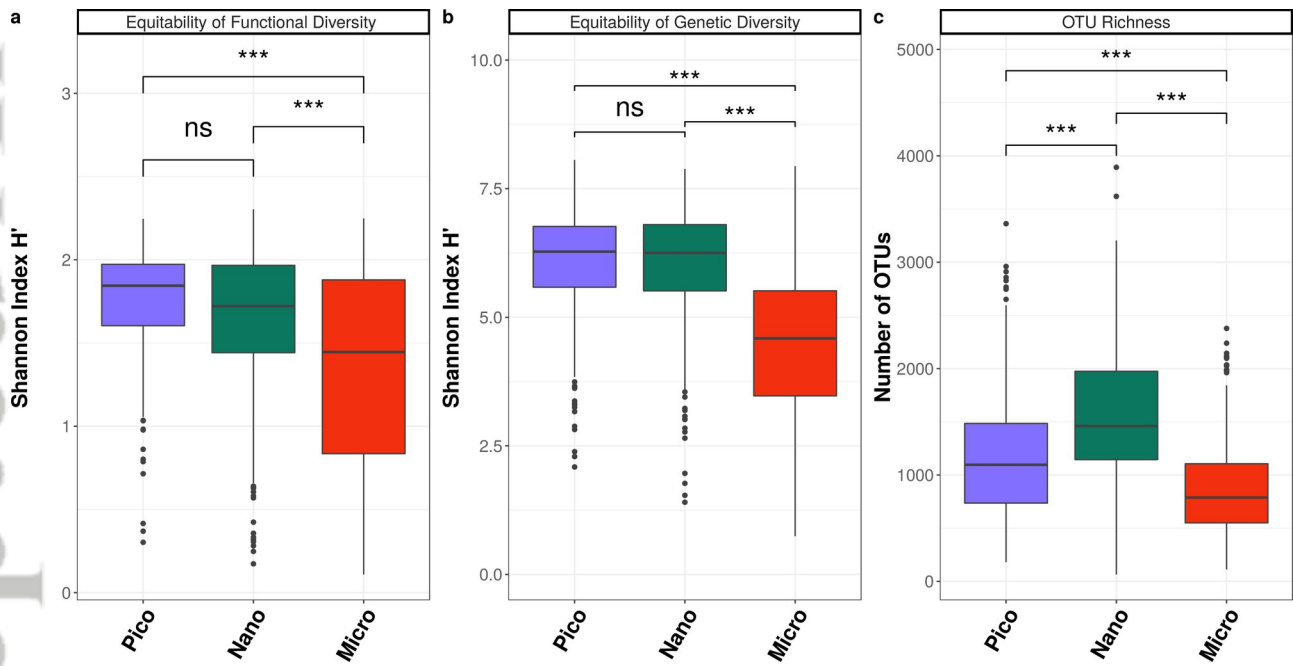 a
Equitability of Functional Diversity
Shannon Index H'
3
2
1
0
***
***
ns
Pico
Nano
Micro
b
Equitability of Genetic Diversity
Shannon Index H'
10.0
7.5
5.0
2.5
0.0
***
ns
***
Pico
Nano
Micro
c
OTU Richness
Number of OTUs
5000
4000
3000
2000
1000
0
***
***
***
Pico
Nano
Micro